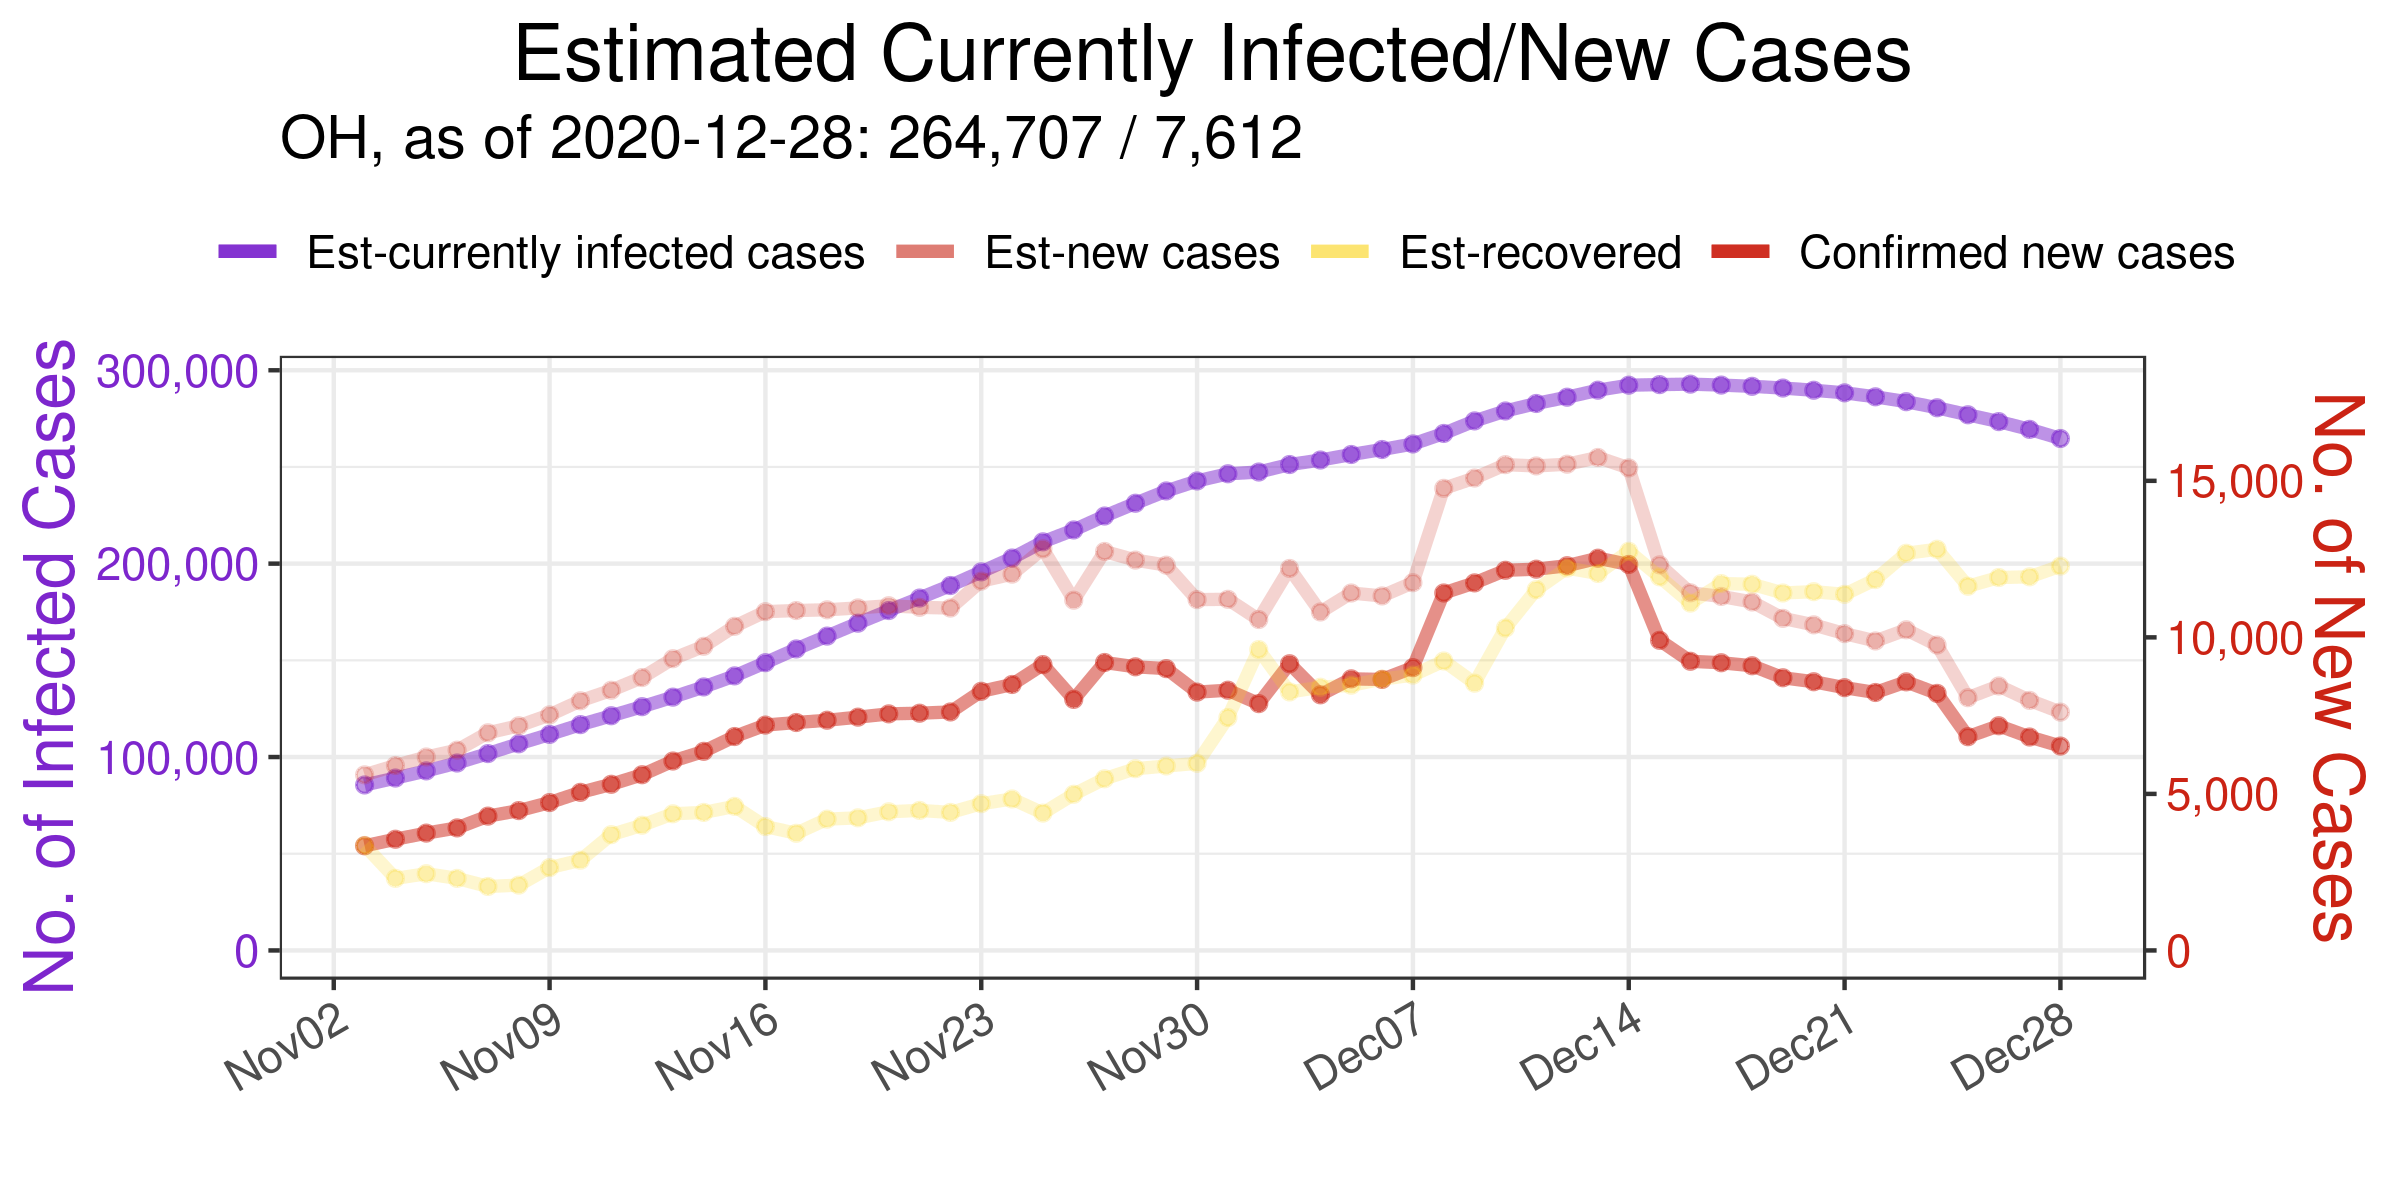 Estimated Currently Infected/New Cases
OH, as of 2020-12-28: 264,707 / 7,612
Est-currently infected cases Est-new cases Est-recovered Confirmed new cases
No. of Infected Cases
300,000
200,000
100,000
0
No. of New Cases
15,000
10,000
5,000
0
Nov02 Nov09 Nov16 Nov23 Nov30 Dec07 Dec14 Dec21 Dec28